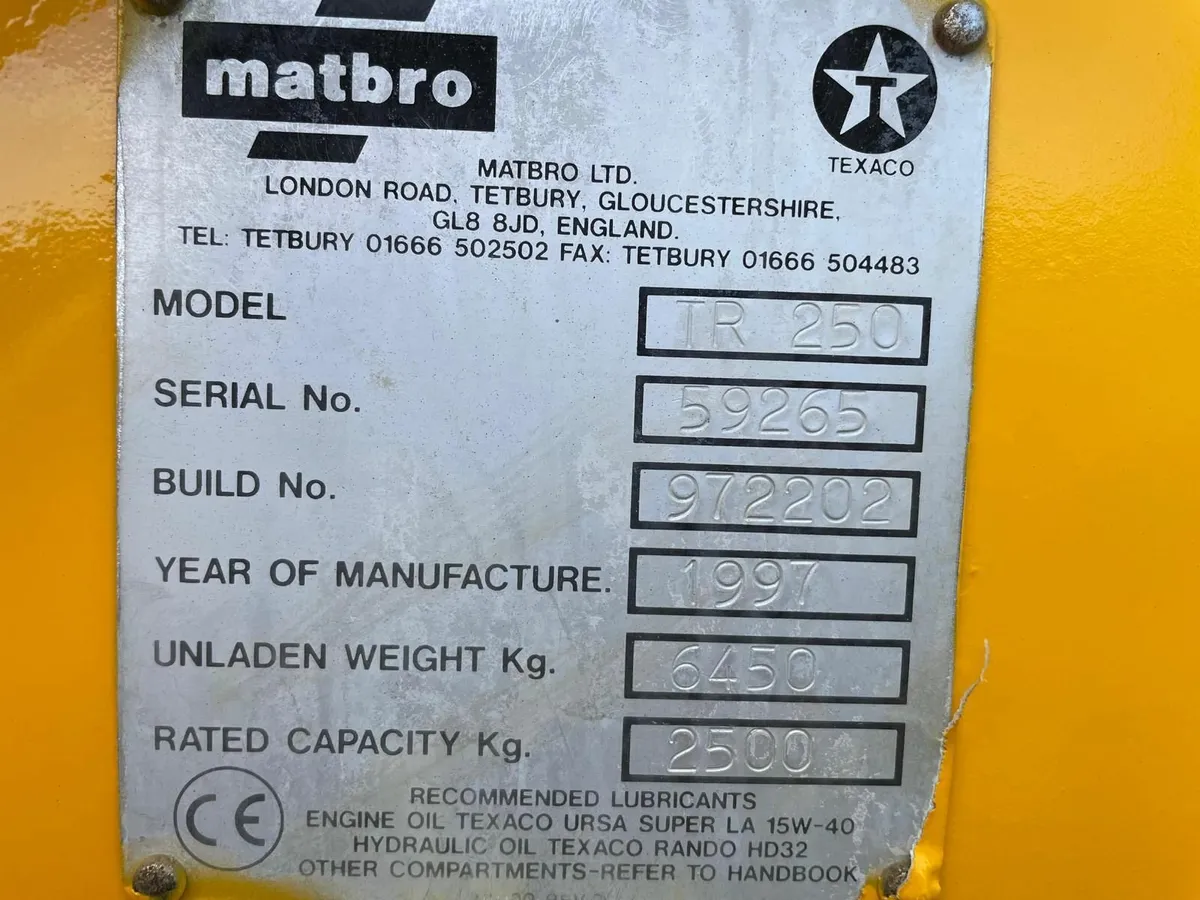 matbro
T
TEXACO
MATBRO LTD.
LONDON ROAD, TETBURY, GLOUCESTERSHIRE,
GL8 8JD, ENGLAND.
TEL: TETBURY 01666 502502 FAX: TETBURY 01666 504483
MODEL TR 250
SERIAL No. 59265
BUILD No. 972202
YEAR OF MANUFACTURE. 1997
UNLADEN WEIGHT Kg. 6450
RATED CAPACITY Kg. 2500
CE
RECOMMENDED LUBRICANTS
ENGINE OIL TEXACO URSA SUPER LA 15W-40
HYDRAULIC OIL TEXACO RANDO HD32
OTHER COMPARTMENTS-REFER TO HANDBOOK